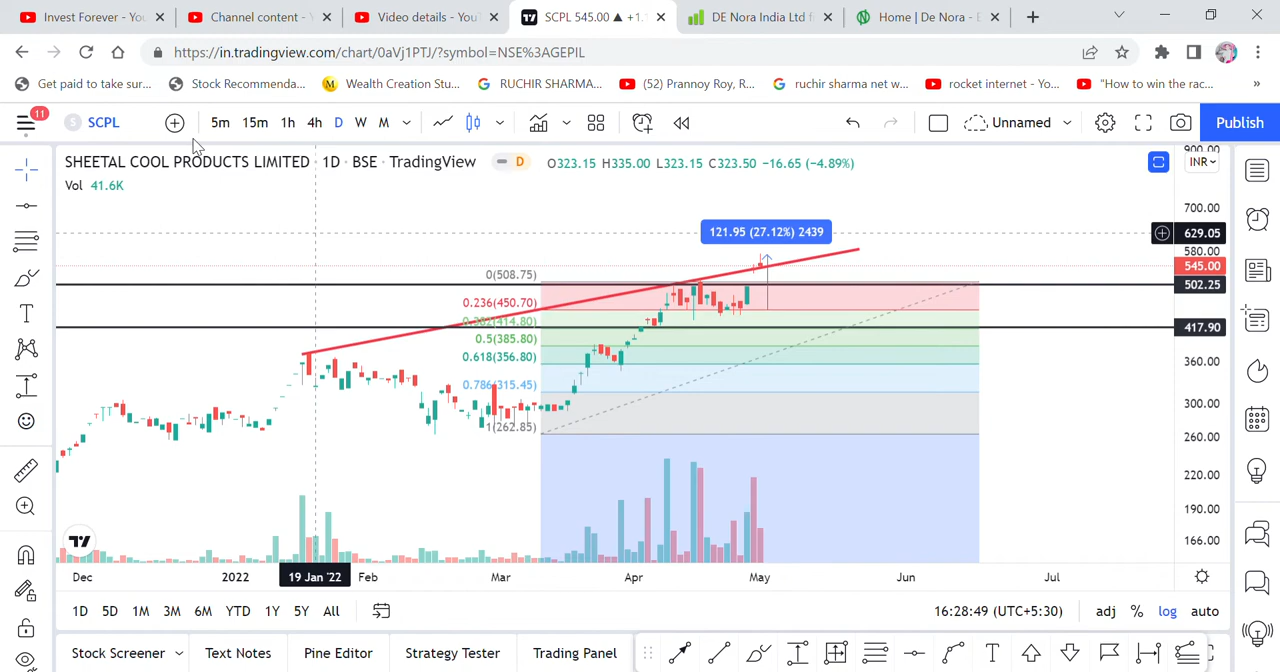 Invest Forever - You
Channel content - 
Video details - You
SCPL 545.00 ▲ +1.
DE Nora India Ltd f
Home | De Nora - E
https://in.tradingview.com/chart/0aVj1PTJ/?symbol=NSE%3AGEPIL
Get paid to take sur...
Stock Recommenda...
M
Wealth Creation Stu...
RUCHIR SHARMA...
(52) Prannoy Roy, R...
ruchir sharma net w...
rocket internet - Yo...
"How to win the rac...
»
11
S
SCPL
5m
15m
1h
4h
D
W
M
Unnamed
Publish
SHEETAL COOL PRODUCTS LIMITED · 1D · BSE · TradingView
D
O323.15 H335.00 L323.15 C323.50 −16.65 (−4.89%)
Vol 41.6K
INR
900.00
700.00
629.05
580.00
545.00
502.25
417.90
360.00
300.00
260.00
220.00
190.00
166.00
121.95 (27.12%) 2439
0(508.75)
0.236(450.70)
0.382(414.80)
0.5(385.80)
0.618(356.80)
0.786(315.45)
1(262.85)
Dec
2022
19 Jan '22
Feb
Mar
Apr
May
Jun
Jul
1D
5D
1M
3M
6M
YTD
1Y
5Y
All
16:28:49 (UTC+5:30)
adj
%
log
auto
Stock Screener
Text Notes
Pine Editor
Strategy Tester
Trading Panel